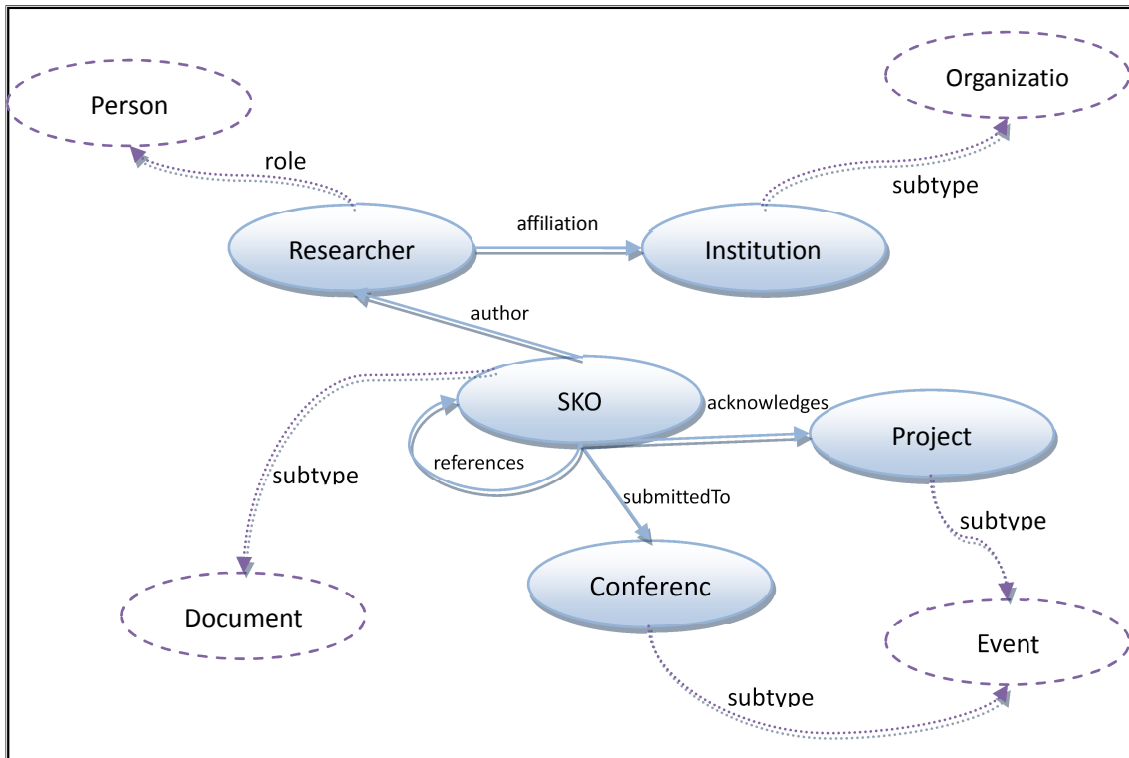 Organizatio
Person
role
subtype
affiliation
Researcher
Institution
author
SKO
acknowledges
Project
references
subtype
submittedTo
subtype
Conferenc
Document
Event
subtype